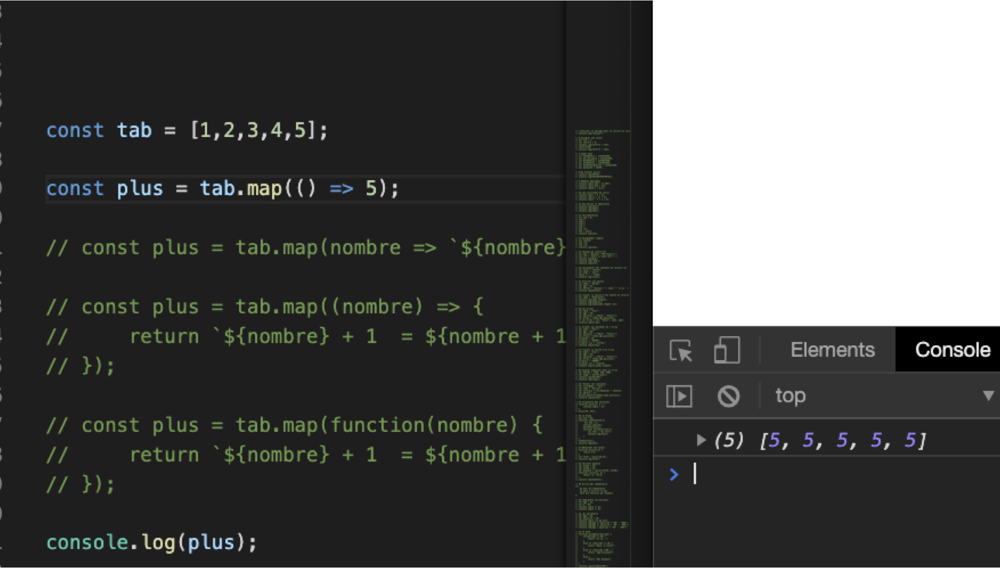 const tab = [1,2,3,4,5];
const plus = tab.map(() => 5);
// const plus = tab.map(nombre => `${nombre}
// const plus = tab.map((nombre) => {
//     return `${nombre} + 1  = ${nombre + 1
// });
// const plus = tab.map(function(nombre) {
//     return `${nombre} + 1  = ${nombre + 1
// });
console.log(plus);
Elements Console
top
(5) [5, 5, 5, 5, 5]